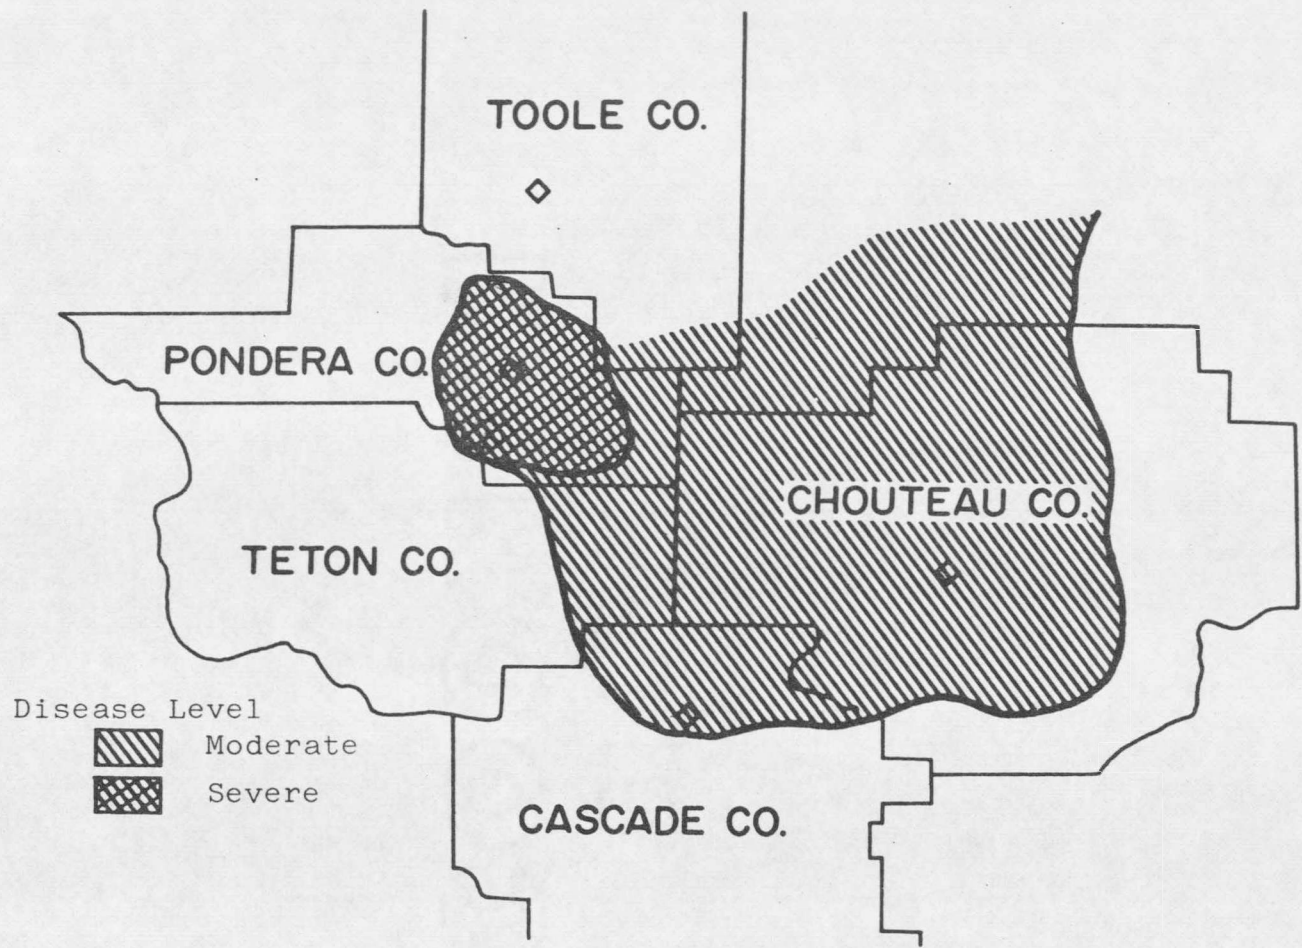 TOOLE CO.
PONDERA CO.
CHOUTEAU CO.
TETON CO.
Disease Level
Moderate
Severe
CASCADE CO.